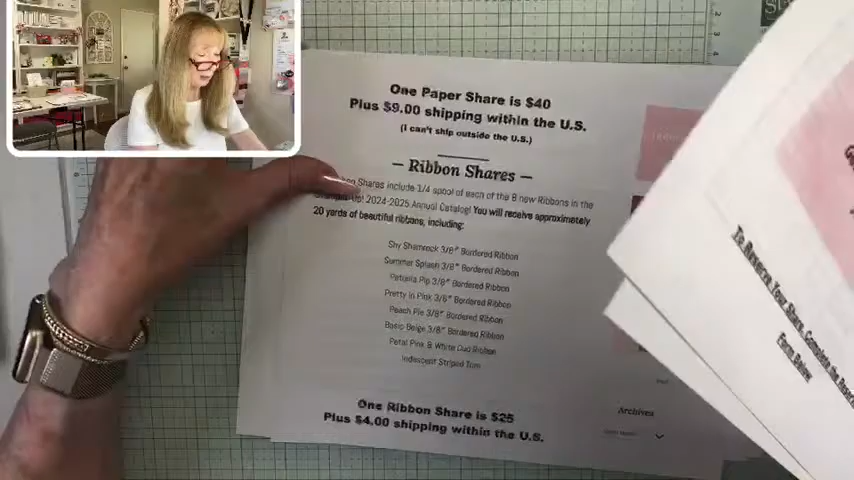 One Paper Share is $40
Plus $9.00 shipping within the U.S.
(I can't ship outside the U.S.)
— Ribbon Shares —
Shares include 1/4 spool of each of the 8 new Ribbons in the
2024-2025 Annual Catalog! You will receive approximately
20 yards of beautiful ribbons, including:
Shy Shamrock 3/8" Bordered Ribbon
Summer Splash 3/8" Bordered Ribbon
Petunia Pop 3/8" Bordered Ribbon
Pretty in Pink 3/8" Bordered Ribbon
Peach Pie 3/8" Bordered Ribbon
Basic Beige 3/8" Bordered Ribbon
Petal Pink & White Duo Ribbon
Iridescent Striped Trim
One Ribbon Share is $25
Plus $4.00 shipping within the U.S.
Archives
To Reserve Your Share, Complete the
Form Below